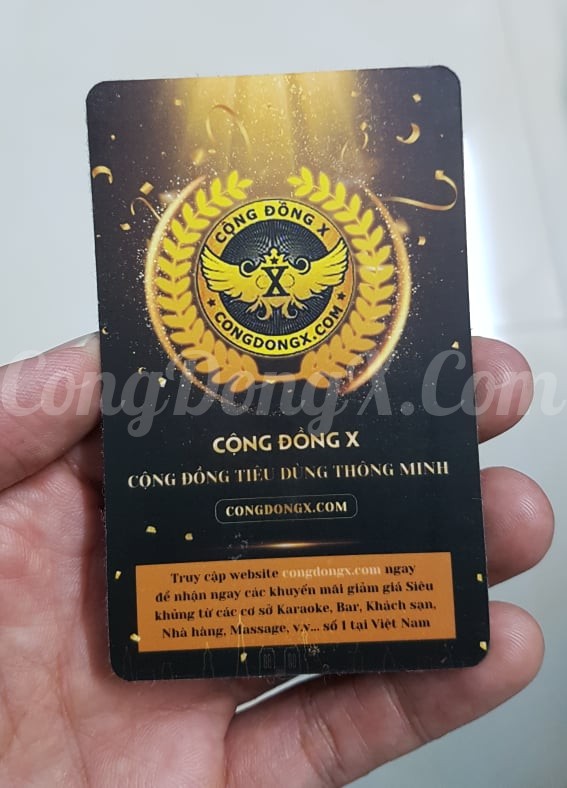 CỘNG ĐỒNG X
X
CONGDONGX.COM
CongDongX.Com
CỘNG ĐỒNG X
CỘNG ĐỒNG TIÊU DÙNG THÔNG MINH
CONGDONGX.COM
Truy cập website congdongx.com ngay
để nhận ngay các khuyến mãi giảm giá Siêu
khủng từ các cơ sở Karaoke, Bar, Khách sạn,
Nhà hàng, Massage, v.v... số 1 tại Việt Nam